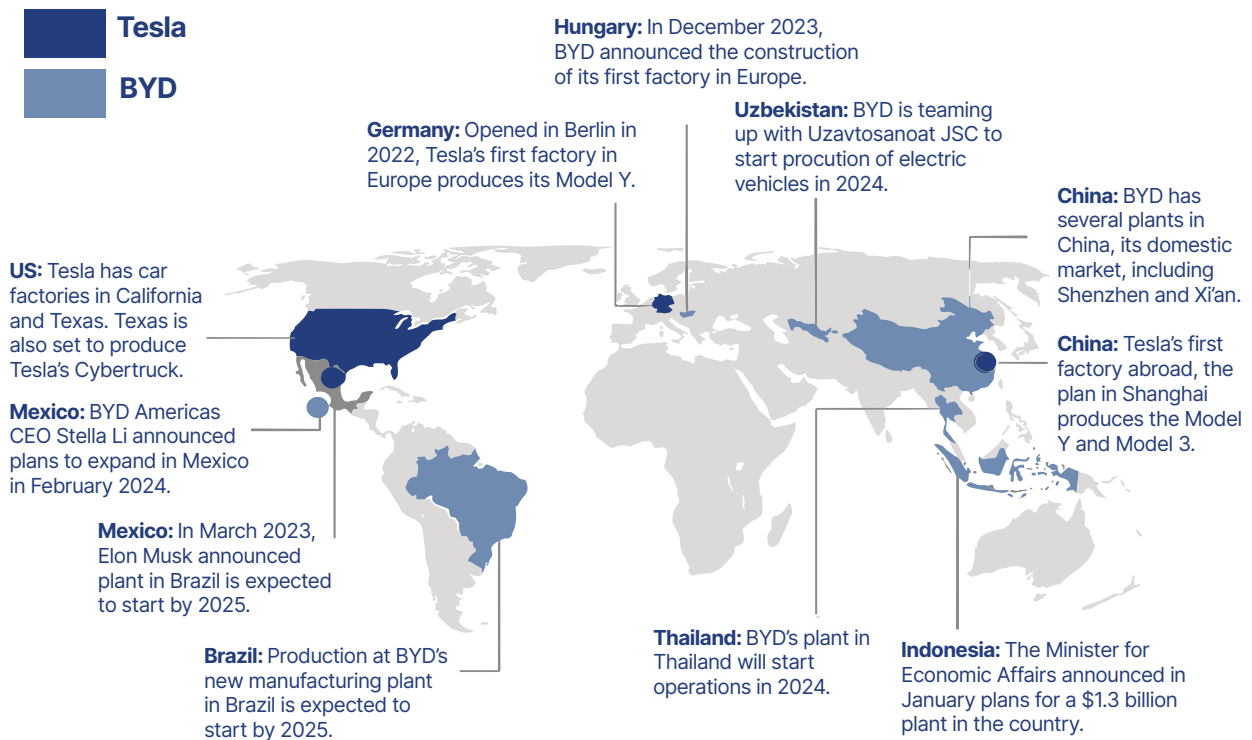 Tesla
BYD
Hungary: In December 2023,
BYD announced the construction
of its first factory in Europe.
Germany: Opened in Berlin in
2022, Tesla's first factory in
Europe produces its Model Y.
Uzbekistan: BYD is teaming
up with Uzavtosanoat JSC to
start procution of electric
vehicles in 2024.
China: BYD has
several plants in
China, its domestic
market, including
Shenzhen and Xi'an.
US: Tesla has car
factories in California
and Texas. Texas is
also set to produce
Tesla's Cybertruck.
China: Tesla's first
factory abroad, the
plan in Shanghai
produces the Model
Y and Model 3.
Mexico: BYD Americas
CEO Stella Li announced
plans to expand in Mexico
in February 2024.
Mexico: In March 2023,
Elon Musk announced
plant in Brazil is expected
to start by 2025.
Brazil: Production at BYD's
new manufacturing plant
in Brazil is expected to
start by 2025.
Thailand: BYD's plant in
Thailand will start
operations in 2024.
Indonesia: The Minister for
Economic Affairs announced in
January plans for a $1.3 billion
plant in the country.